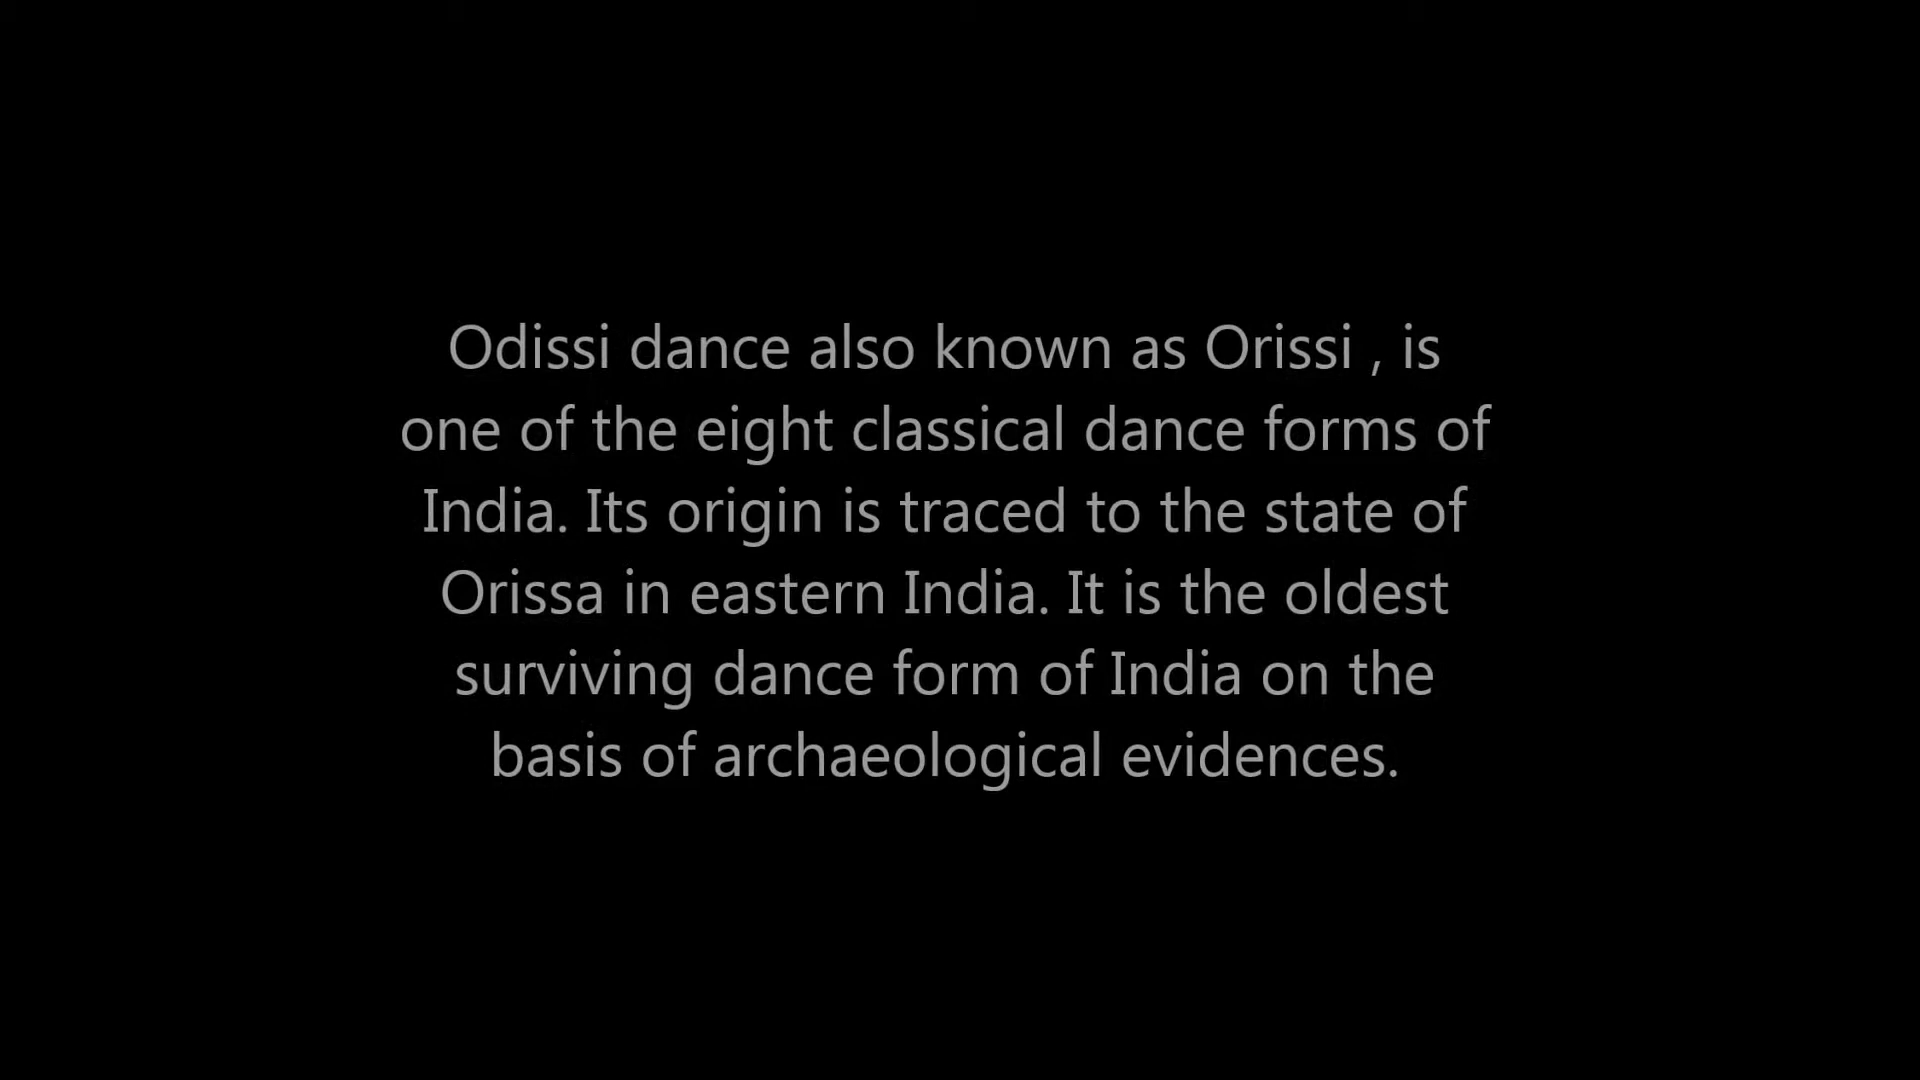 Odissi dance also known as Orissi , is
one of the eight classical dance forms of
India. Its origin is traced to the state of
Orissa in eastern India. It is the oldest
surviving dance form of India on the
basis of archaeological evidences.